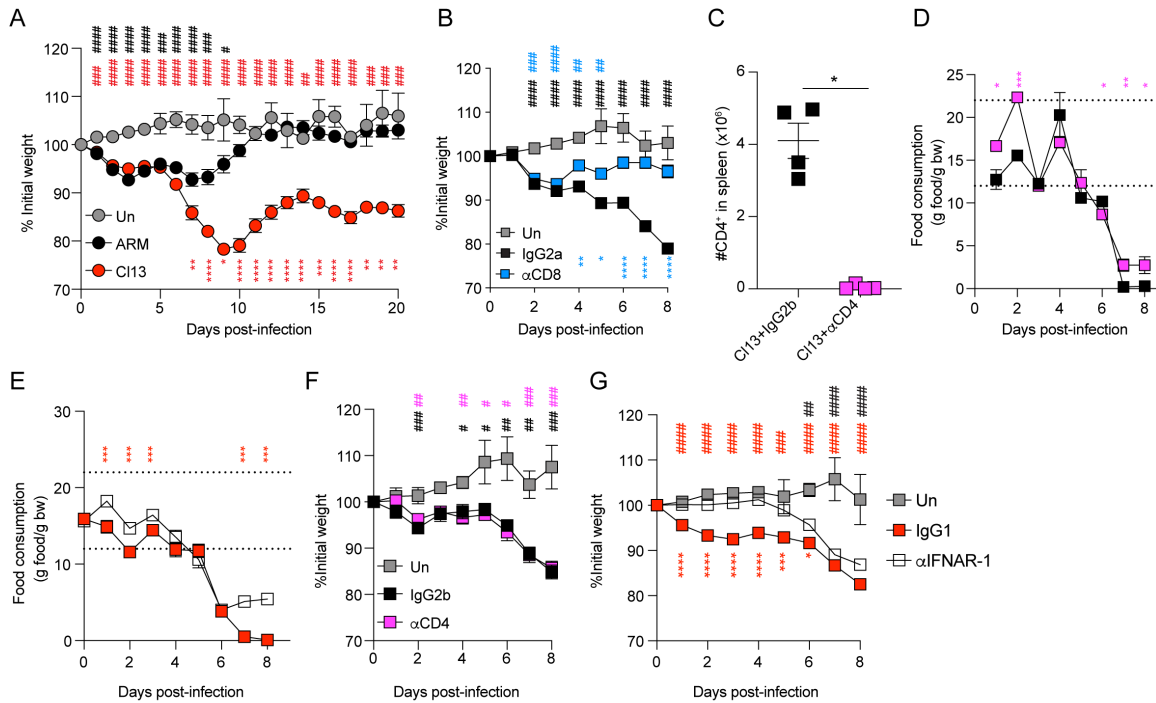 A
120
110
100
90
80
70
% Initial weight
Un
ARM
Cl13
0
5
10
15
20
Days post-infection
B
120
110
100
90
80
70
%Initial weight
Un
IgG2a
αCD8
0
2
4
6
8
Days post-infection
C
6
4
2
0
#CD4⁺ in spleen (x10⁶)
*
Cl13+IgG2b
Cl13+αCD4
D
25
20
15
10
5
0
Food consumption
(g food/g bw)
0
2
4
6
8
Days post-infection
E
30
20
10
0
Food consumption
(g food/g bw)
0
2
4
6
8
Days post-infection
F
120
110
100
90
80
70
%Initial weight
Un
IgG2b
αCD4
0
2
4
6
8
Days post-infection
G
120
110
100
90
80
70
%Initial weight
Un
IgG1
αIFNAR-1
0
2
4
6
8
Days post-infection